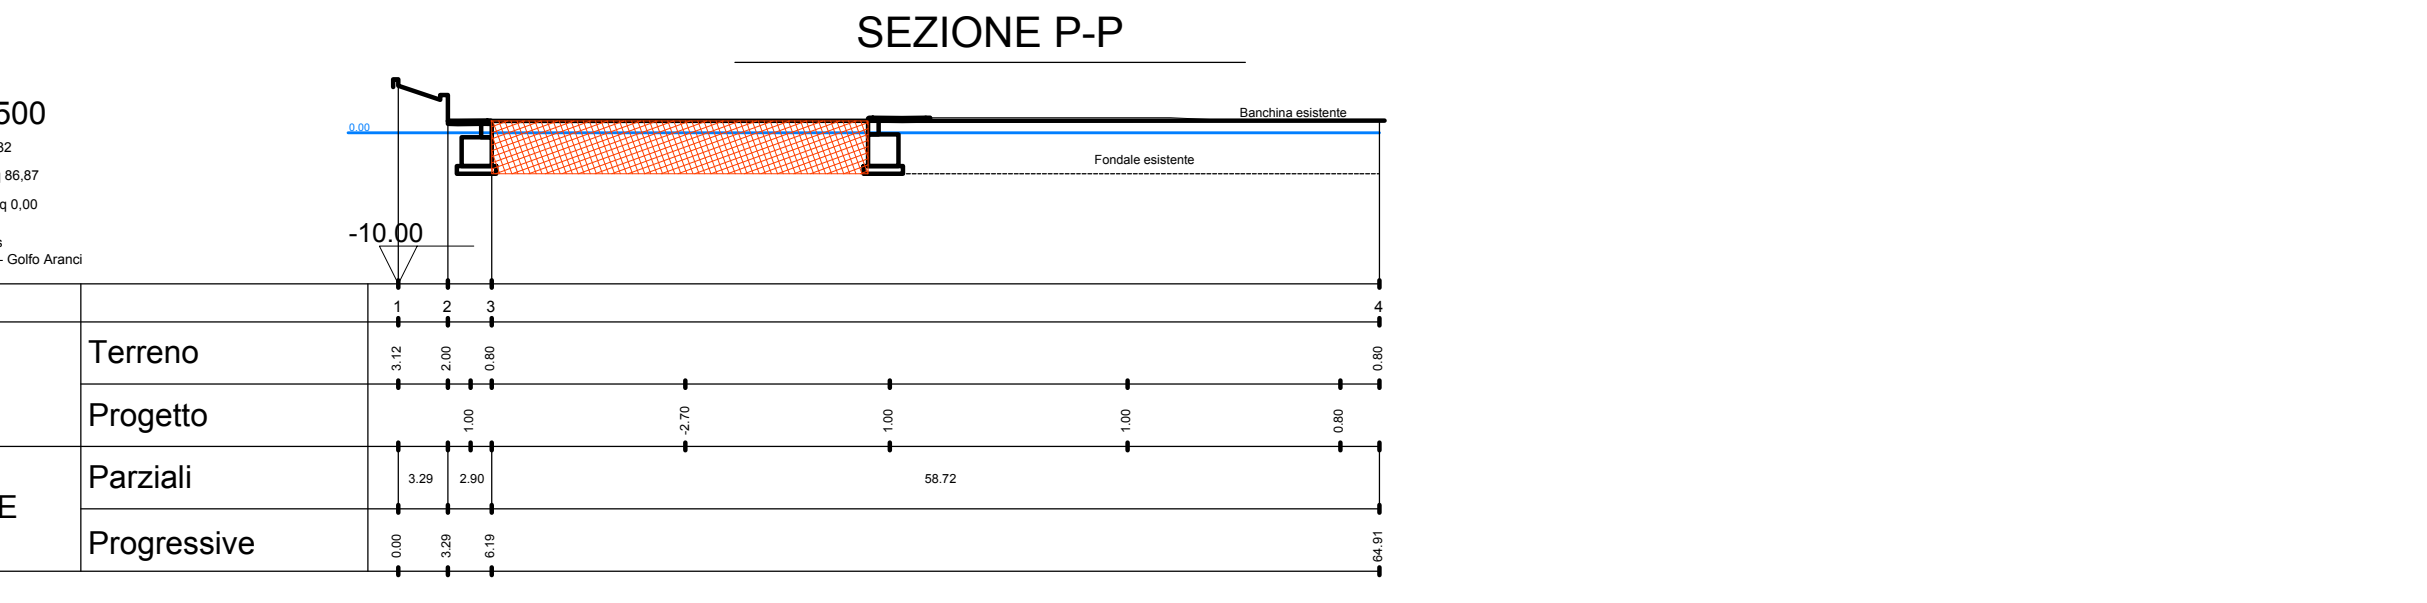 SEZIONE P-P
500
32
86,87
q 0,00
s
- Golfo Aranci
0.00
Banchina esistente
Fondale esistente
-10.00
1 2 3 4
Terreno 3.12 2.00 0.80 0.80
Progetto 1.00 -2.70 1.00 1.00 0.80
Parziali 3.29 2.90 58.72
E
Progressive 0.00 3.29 6.19 64.91